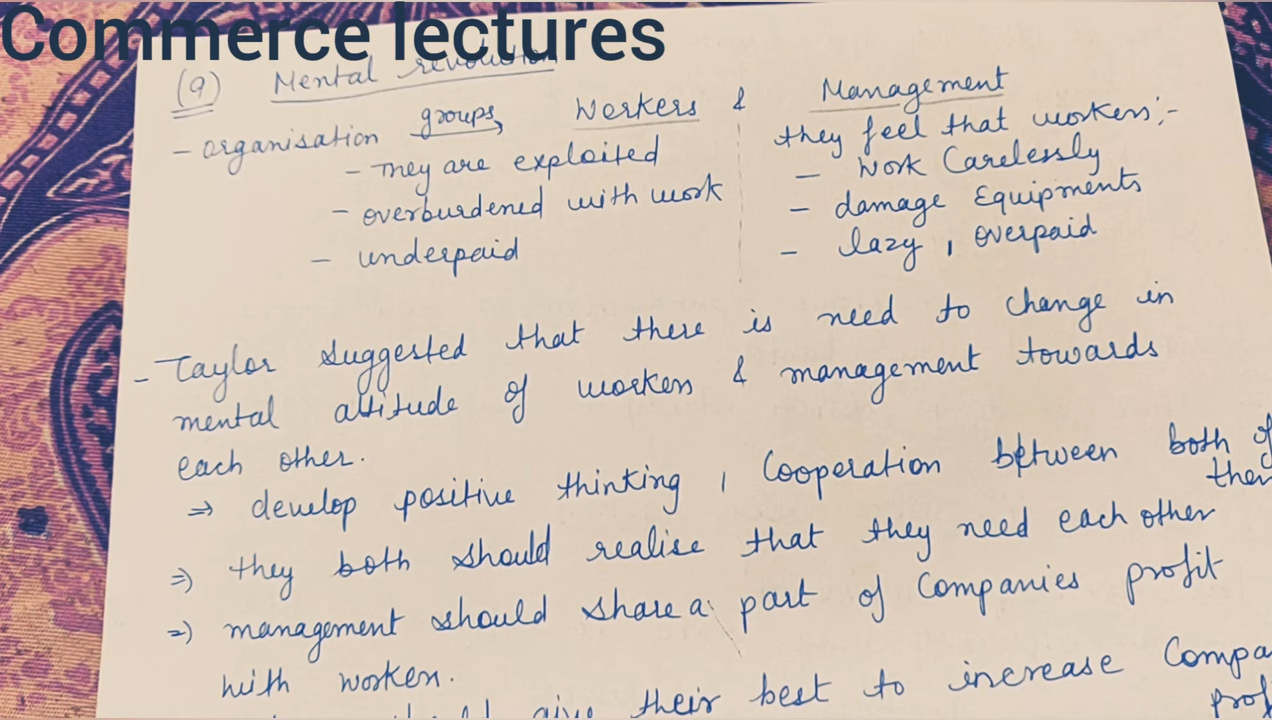 Commerce lectures
(9) Mental revolution
- organisation groups, Workers & Management
they feel that workers:-
- They are exploited
- Work Carelessly
- overburdened with work
- damage Equipments
- underpaid
- lazy, overpaid
- Taylor suggested that there is need to change in
mental attitude of workers & management towards
each other.
⇒ develop positive thinking, Cooperation between both of
them
⇒ they both should realise that they need each other
⇒ management should share a part of Companies profit
with workers.
give their best to increase Compa
prof